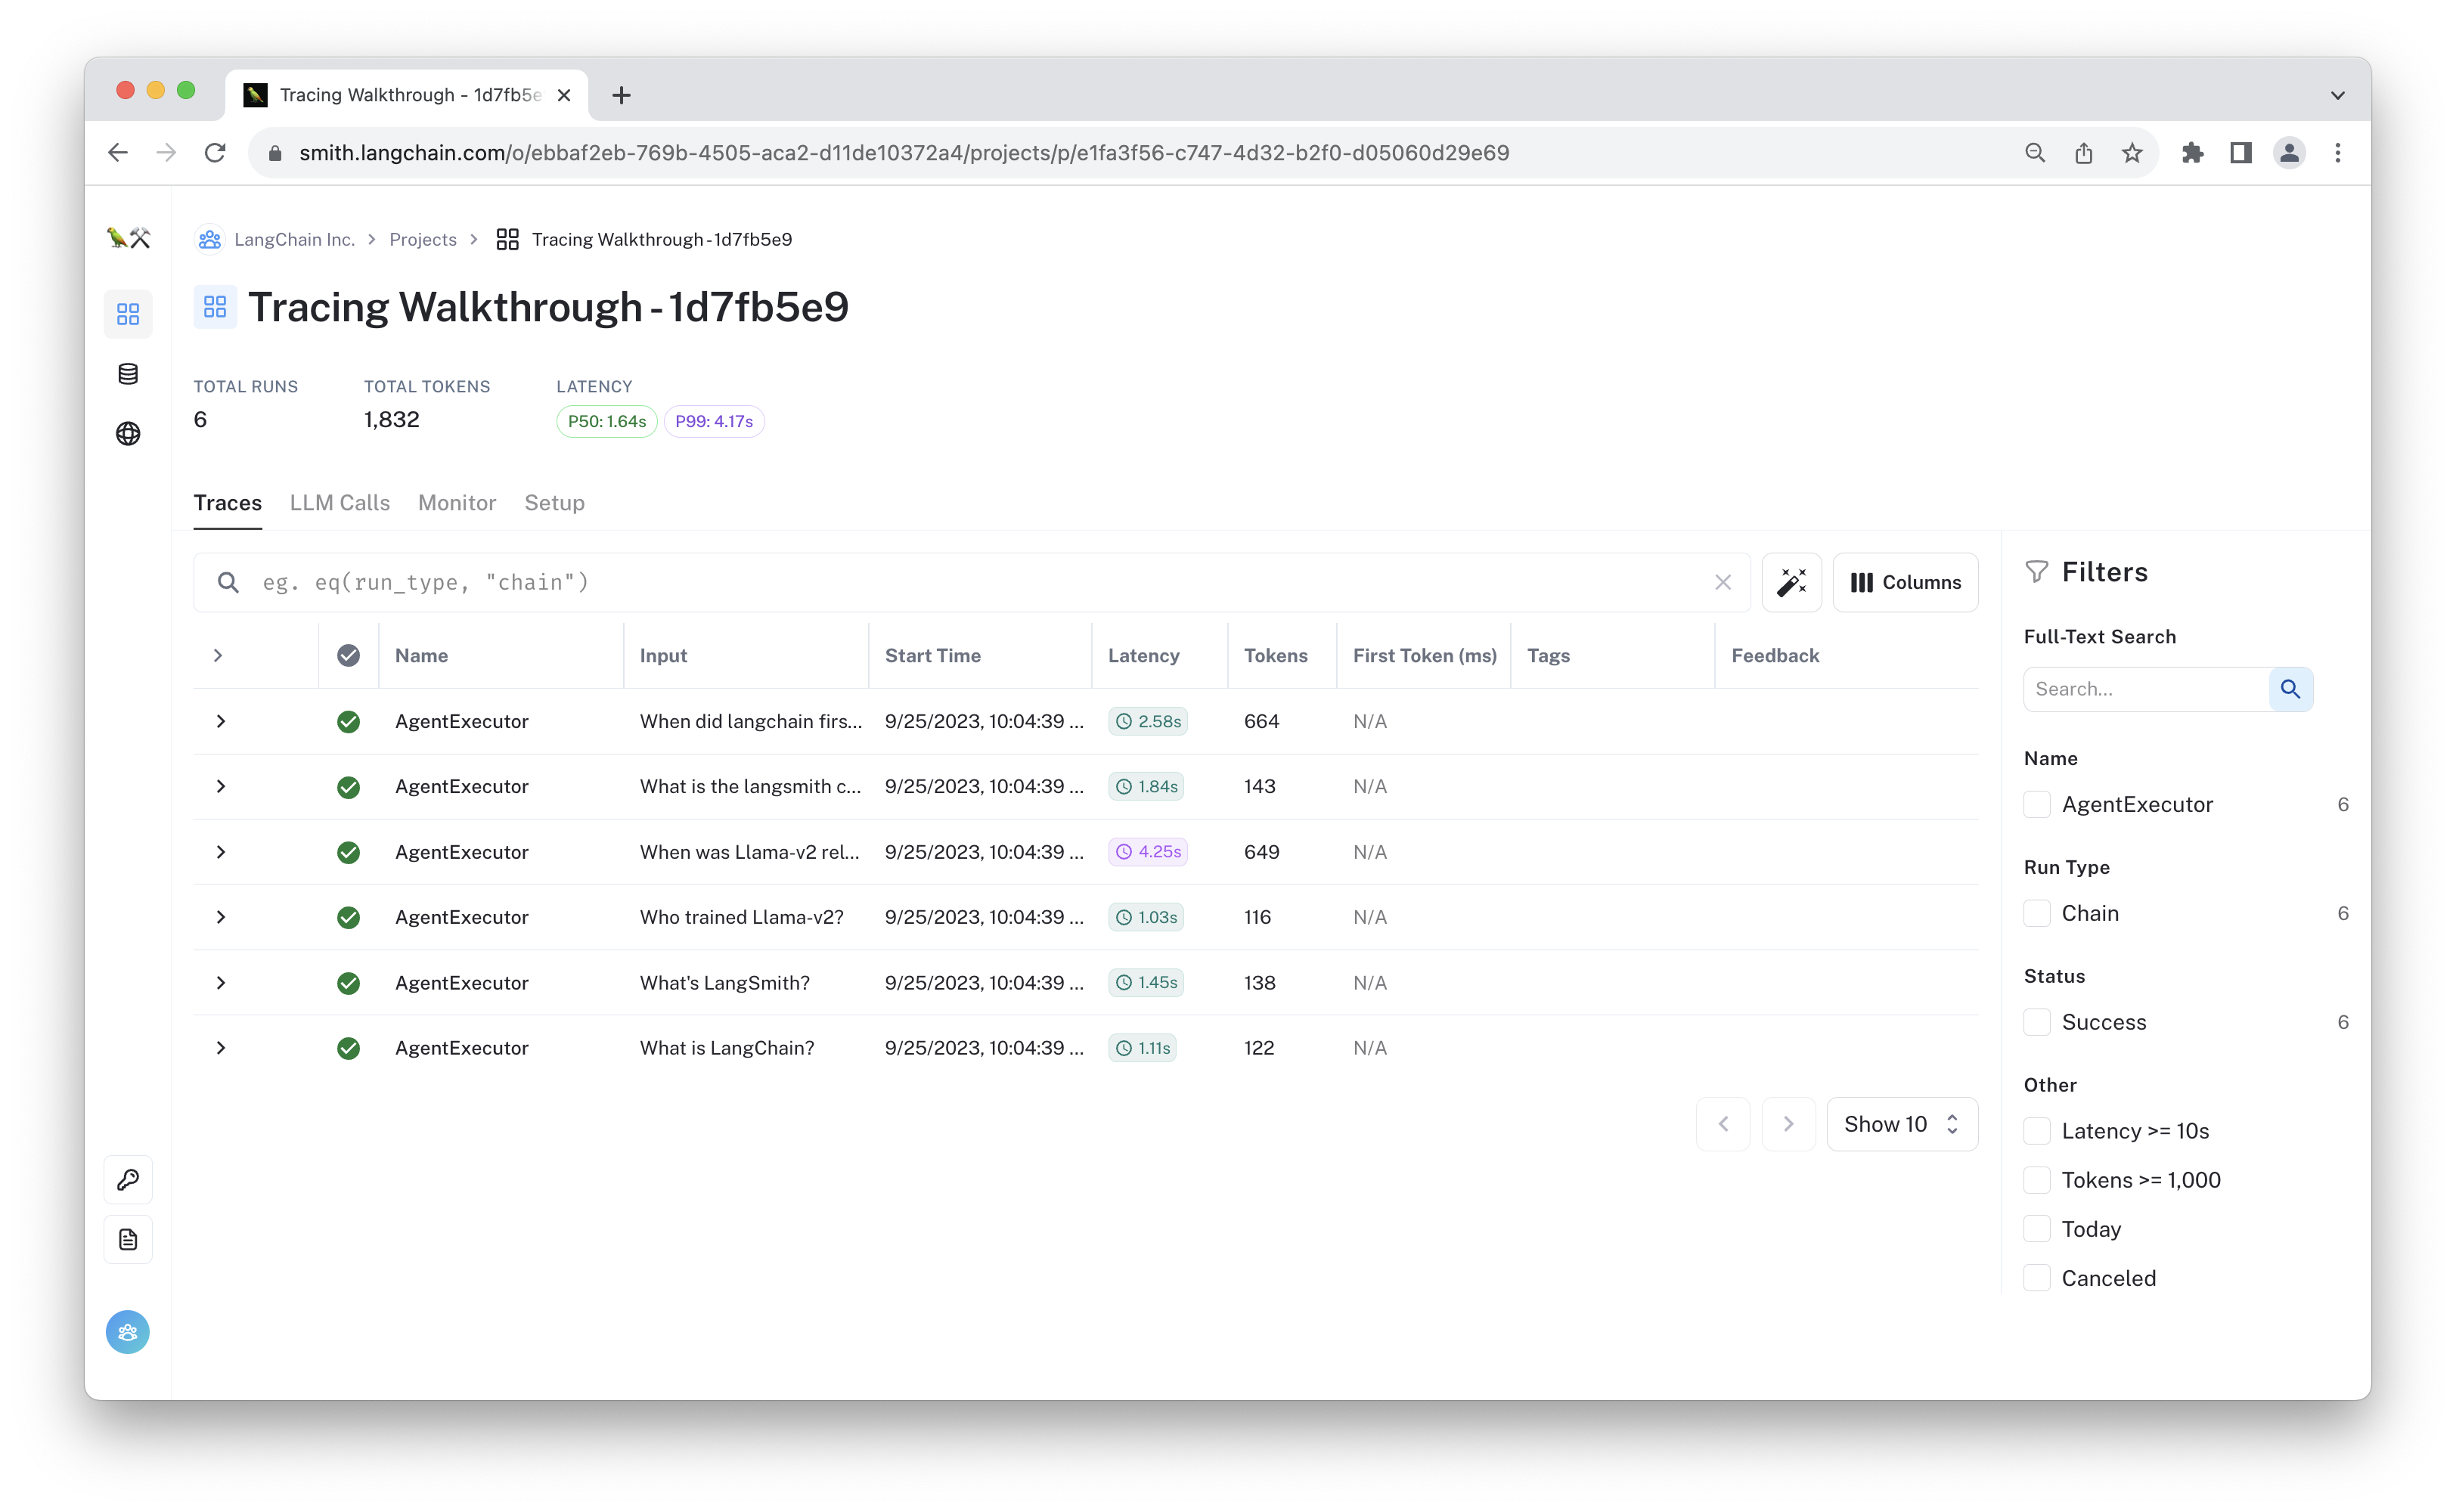 Tracing Walkthrough - 1d7fb5e
smith.langchain.com/o/ebbaf2eb-769b-4505-aca2-d11de10372a4/projects/p/e1fa3f56-c747-4d32-b2f0-d05060d29e69
LangChain Inc. Projects Tracing Walkthrough - 1d7fb5e9
Tracing Walkthrough - 1d7fb5e9
TOTAL RUNS TOTAL TOKENS LATENCY
6 1,832 P50: 1.64s P99: 4.17s
Traces LLM Calls Monitor Setup
eg. eq(run_type, "chain") Columns
Name Input Start Time Latency Tokens First Token (ms) Tags Feedback
AgentExecutor When did langchain firs... 9/25/2023, 10:04:39 ... 2.58s 664 N/A
AgentExecutor What is the langsmith c... 9/25/2023, 10:04:39 ... 1.84s 143 N/A
AgentExecutor When was Llama-v2 rel... 9/25/2023, 10:04:39 ... 4.25s 649 N/A
AgentExecutor Who trained Llama-v2? 9/25/2023, 10:04:39 ... 1.03s 116 N/A
AgentExecutor What's LangSmith? 9/25/2023, 10:04:39 ... 1.45s 138 N/A
AgentExecutor What is LangChain? 9/25/2023, 10:04:39 ... 1.11s 122 N/A
Show 10
Filters
Full-Text Search
Search...
Name
AgentExecutor 6
Run Type
Chain 6
Status
Success 6
Other
Latency >= 10s
Tokens >= 1,000
Today
Canceled